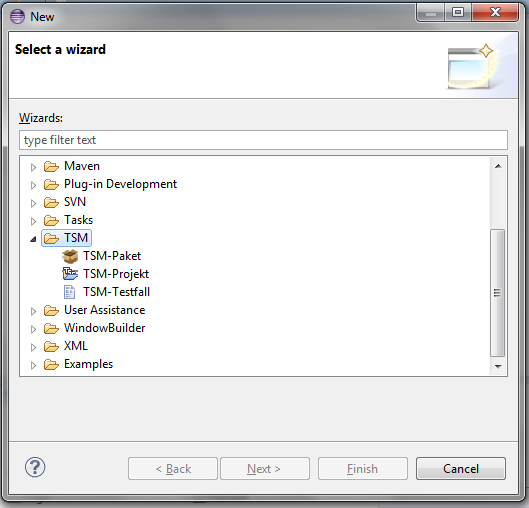 New
Select a wizard
Wizards:
type filter text
Maven
Plug-in Development
SVN
Tasks
TSM
TSM-Paket
TSM-Projekt
TSM-Testfall
User Assistance
WindowBuilder
XML
Examples
?
< Back
Next >
Finish
Cancel